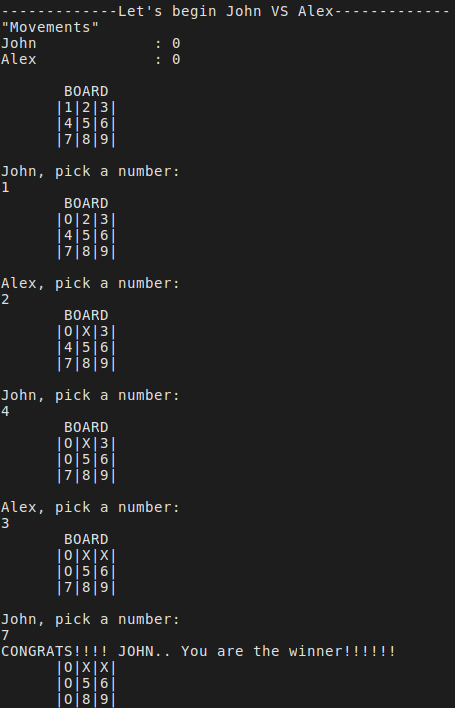 -------------Let's begin John VS Alex-------------
"Movements"
John             : 0
Alex             : 0
       BOARD
      |1|2|3|
      |4|5|6|
      |7|8|9|
John, pick a number:
1
       BOARD
      |O|2|3|
      |4|5|6|
      |7|8|9|
Alex, pick a number:
2
       BOARD
      |O|X|3|
      |4|5|6|
      |7|8|9|
John, pick a number:
4
       BOARD
      |O|X|3|
      |O|5|6|
      |7|8|9|
Alex, pick a number:
3
       BOARD
      |O|X|X|
      |O|5|6|
      |7|8|9|
John, pick a number:
7
CONGRATS!!!! JOHN.. You are the winner!!!!!!
      |O|X|X|
      |O|5|6|
      |O|8|9|